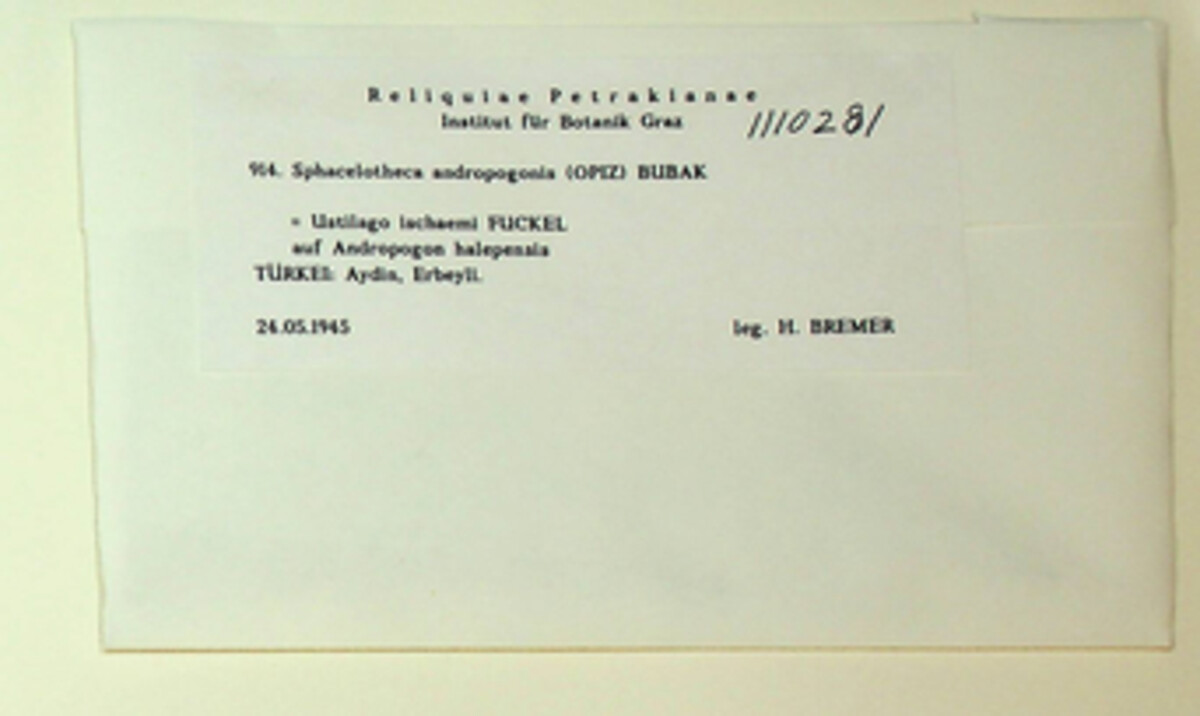 Reliquiae Petrakianae
Institut für Botanik Graz
1110281
914. Sphacelotheca andropogonis (OPIZ) BUBAK
= Ustilago ischaemi FUCKEL
auf Andropogon halepensis
TÜRKEI: Aydin, Erbeyli.
24.05.1945
leg. H. BREMER